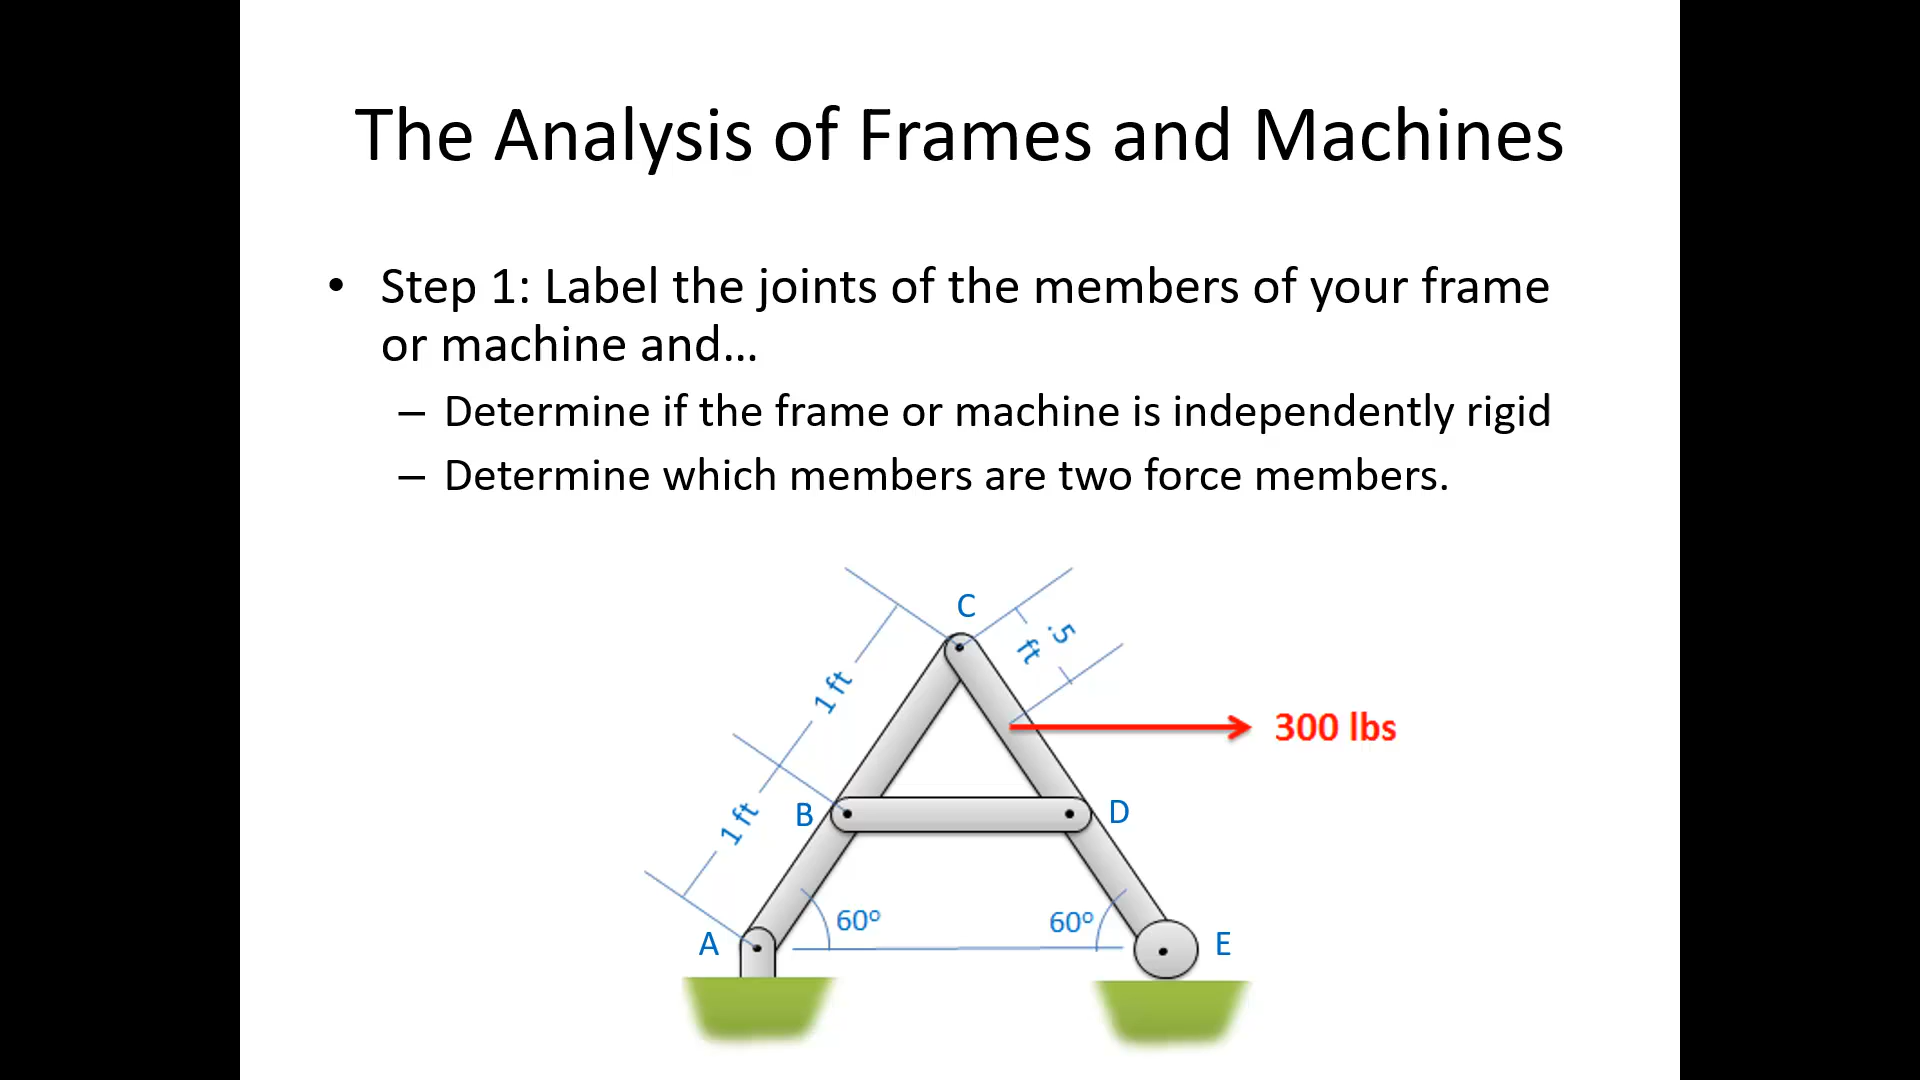 The Analysis of Frames and Machines
• Step 1: Label the joints of the members of your frame
or machine and...
– Determine if the frame or machine is independently rigid
– Determine which members are two force members.
C
.5
ft
1 ft
300 lbs
B
D
1 ft
60º
60º
A
E